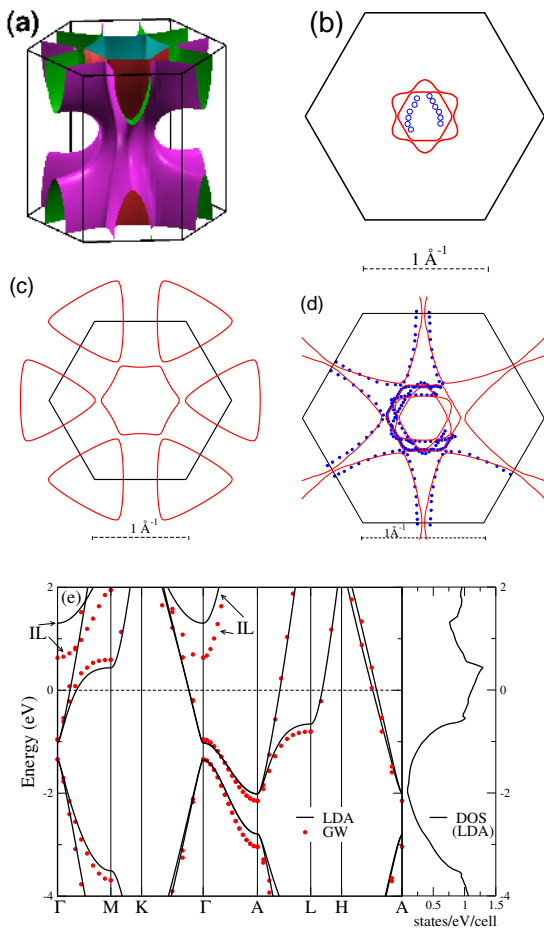 (a)
(b)
1 Å-1
(c)
(d)
1 Å-1
1Å-1
(e)
IL
IL
IL
Energy (eV)
2
0
-2
-4
LDA
GW
Γ M K Γ A L H A
2
0
-2
-4
DOS
(LDA)
0.5 1 1.5
states/eV/cell